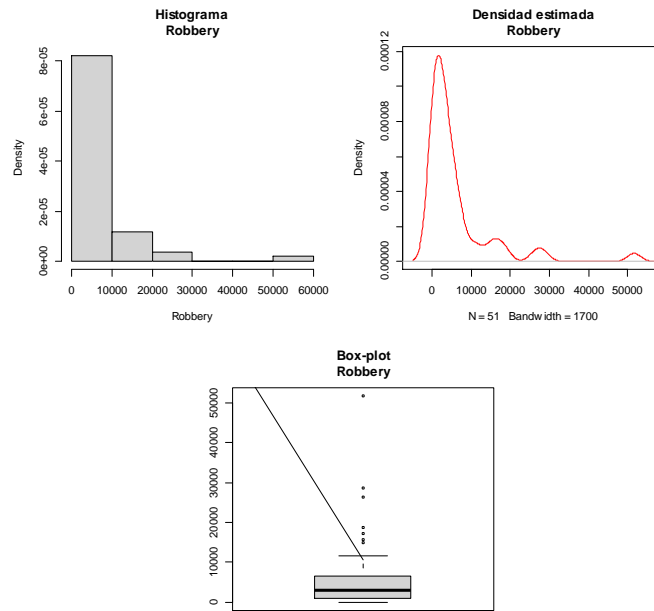 Histograma
Robbery
Density
0e+00
2e-05
4e-05
6e-05
8e-05
0
10000
20000
30000
40000
50000
60000
Robbery
Densidad estimada
Robbery
Density
0.00000
0.00004
0.00008
0.00012
0
10000
20000
30000
40000
50000
N = 51 Bandwidth = 1700
Box-plot
Robbery
0
10000
20000
30000
40000
50000